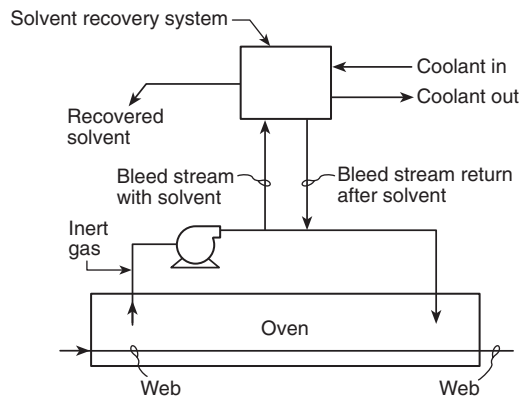 Solvent recovery system
Coolant in
Coolant out
Recovered
solvent
Bleed stream
with solvent
Bleed stream return
after solvent
Inert
gas
Oven
Web
Web